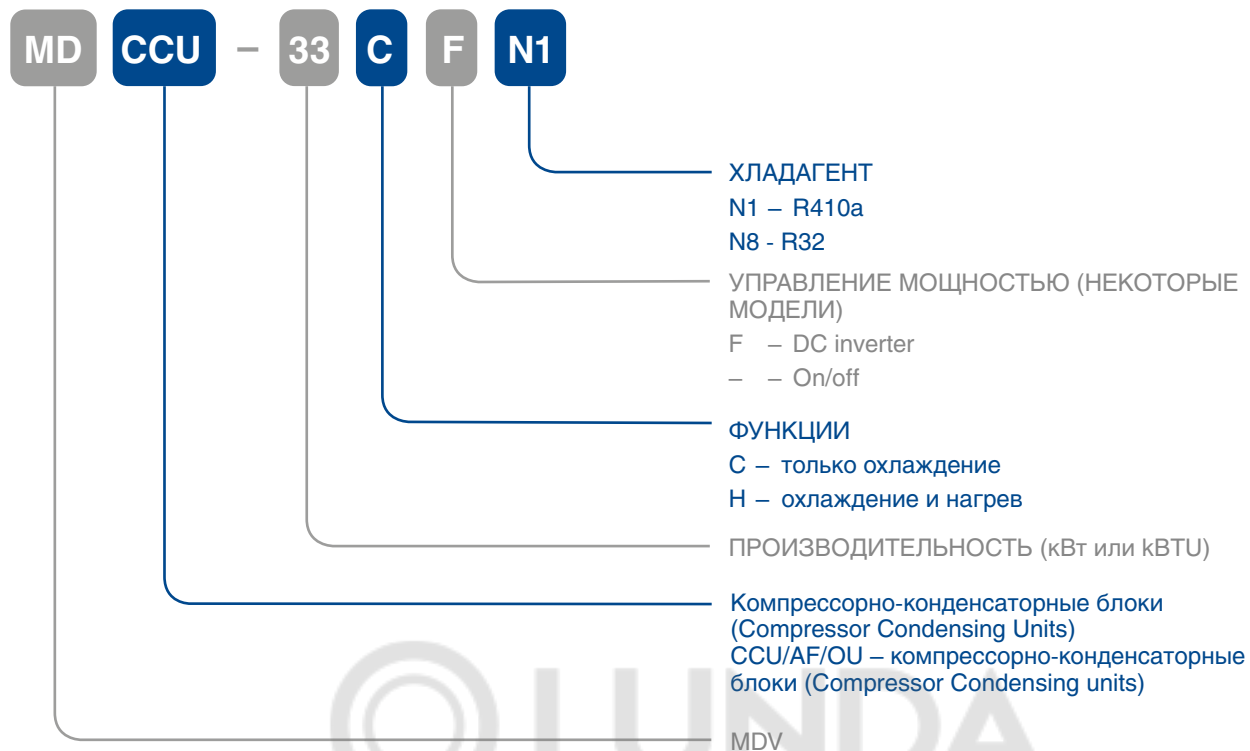 MD CCU – 33 C F N1
ХЛАДАГЕНТ
N1 – R410a
N8 - R32
УПРАВЛЕНИЕ МОЩНОСТЬЮ (НЕКОТОРЫЕ
МОДЕЛИ)
F – DC inverter
– – On/off
ФУНКЦИИ
C – только охлаждение
H – охлаждение и нагрев
ПРОИЗВОДИТЕЛЬНОСТЬ (кВт или kBTU)
Компрессорно-конденсаторные блоки
(Compressor Condensing Units)
CCU/AF/OU – компрессорно-конденсаторные
блоки (Compressor Condensing units)
LUNDA
MDV